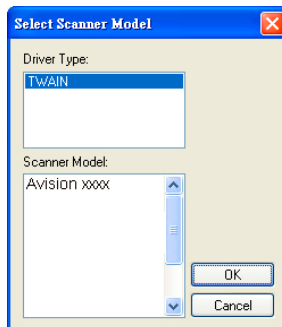 Select Scanner Model
Driver Type:
TWAIN
Scanner Model:
Avision xxxx
OK
Cancel